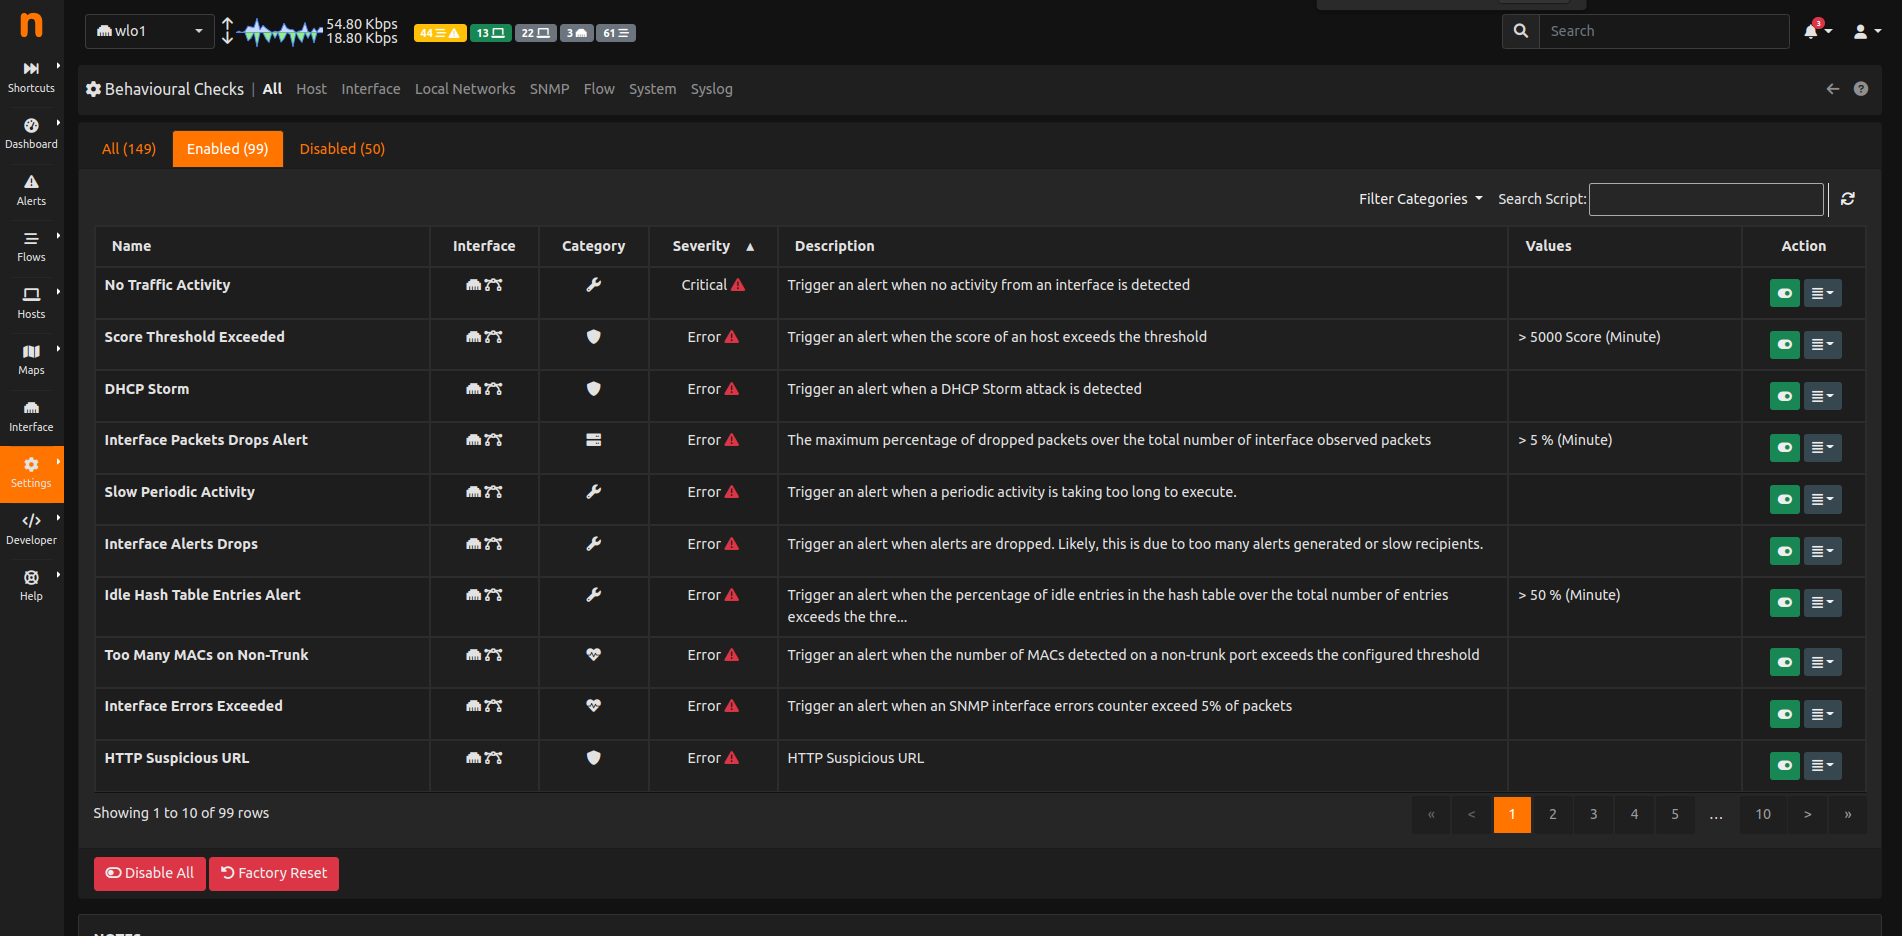 n
wlo1
54.80 Kbps
18.80 Kbps
44
13
22
3
61
Search
3
Shortcuts
Dashboard
Alerts
Flows
Hosts
Maps
Interface
Settings
Developer
Help
Behavioural Checks | All Host Interface Local Networks SNMP Flow System Syslog
All (149) Enabled (99) Disabled (50)
Filter Categories Search Script:
Name Interface Category Severity Description Values Action
No Traffic Activity Critical Trigger an alert when no activity from an interface is detected
Score Threshold Exceeded Error Trigger an alert when the score of an host exceeds the threshold > 5000 Score (Minute)
DHCP Storm Error Trigger an alert when a DHCP Storm attack is detected
Interface Packets Drops Alert Error The maximum percentage of dropped packets over the total number of interface observed packets > 5 % (Minute)
Slow Periodic Activity Error Trigger an alert when a periodic activity is taking too long to execute.
Interface Alerts Drops Error Trigger an alert when alerts are dropped. Likely, this is due to too many alerts generated or slow recipients.
Idle Hash Table Entries Alert Error Trigger an alert when the percentage of idle entries in the hash table over the total number of entries > 50 % (Minute)
exceeds the thre...
Too Many MACs on Non-Trunk Error Trigger an alert when the number of MACs detected on a non-trunk port exceeds the configured threshold
Interface Errors Exceeded Error Trigger an alert when an SNMP interface errors counter exceed 5% of packets
HTTP Suspicious URL Error HTTP Suspicious URL
Showing 1 to 10 of 99 rows
« < 1 2 3 4 5 ... 10 > »
Disable All Factory Reset
NOTES